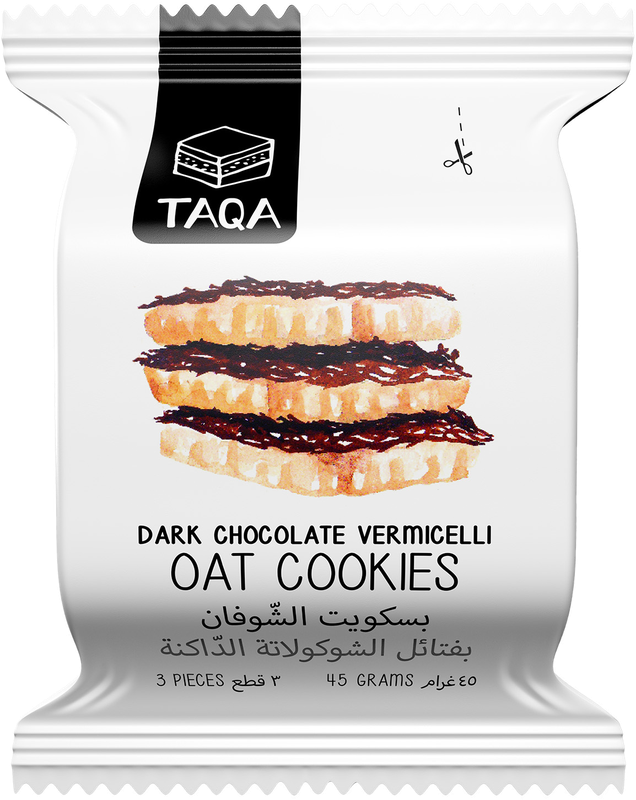 TAQA
DARK CHOCOLATE VERMICELLI
OAT COOKIES
بسكويت الشّوفان
بفتائل الشوكولاتة الدّاكنة
3 PIECES ٣ قطع 45 GRAMS ٤٥ غرام